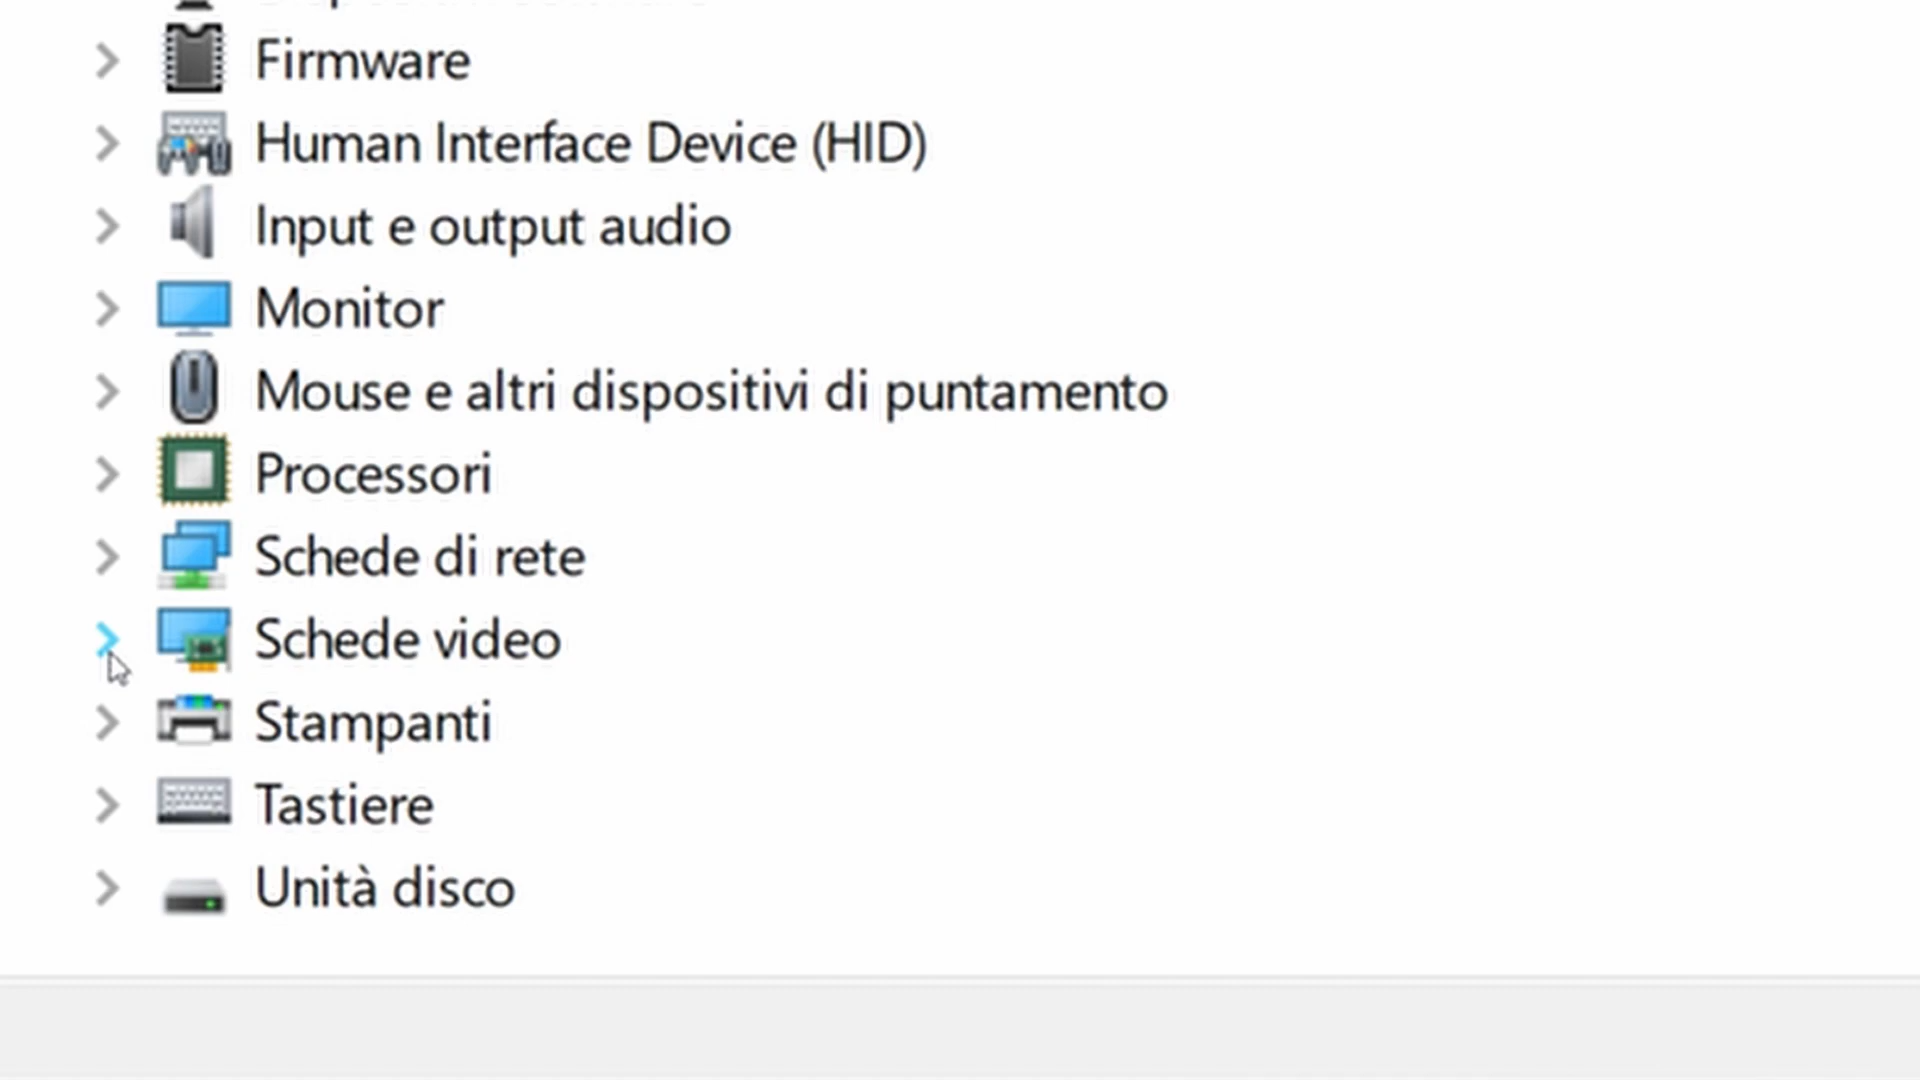 Firmware
Human Interface Device (HID)
Input e output audio
Monitor
Mouse e altri dispositivi di puntamento
Processori
Schede di rete
Schede video
Stampanti
Tastiere
Unità disco